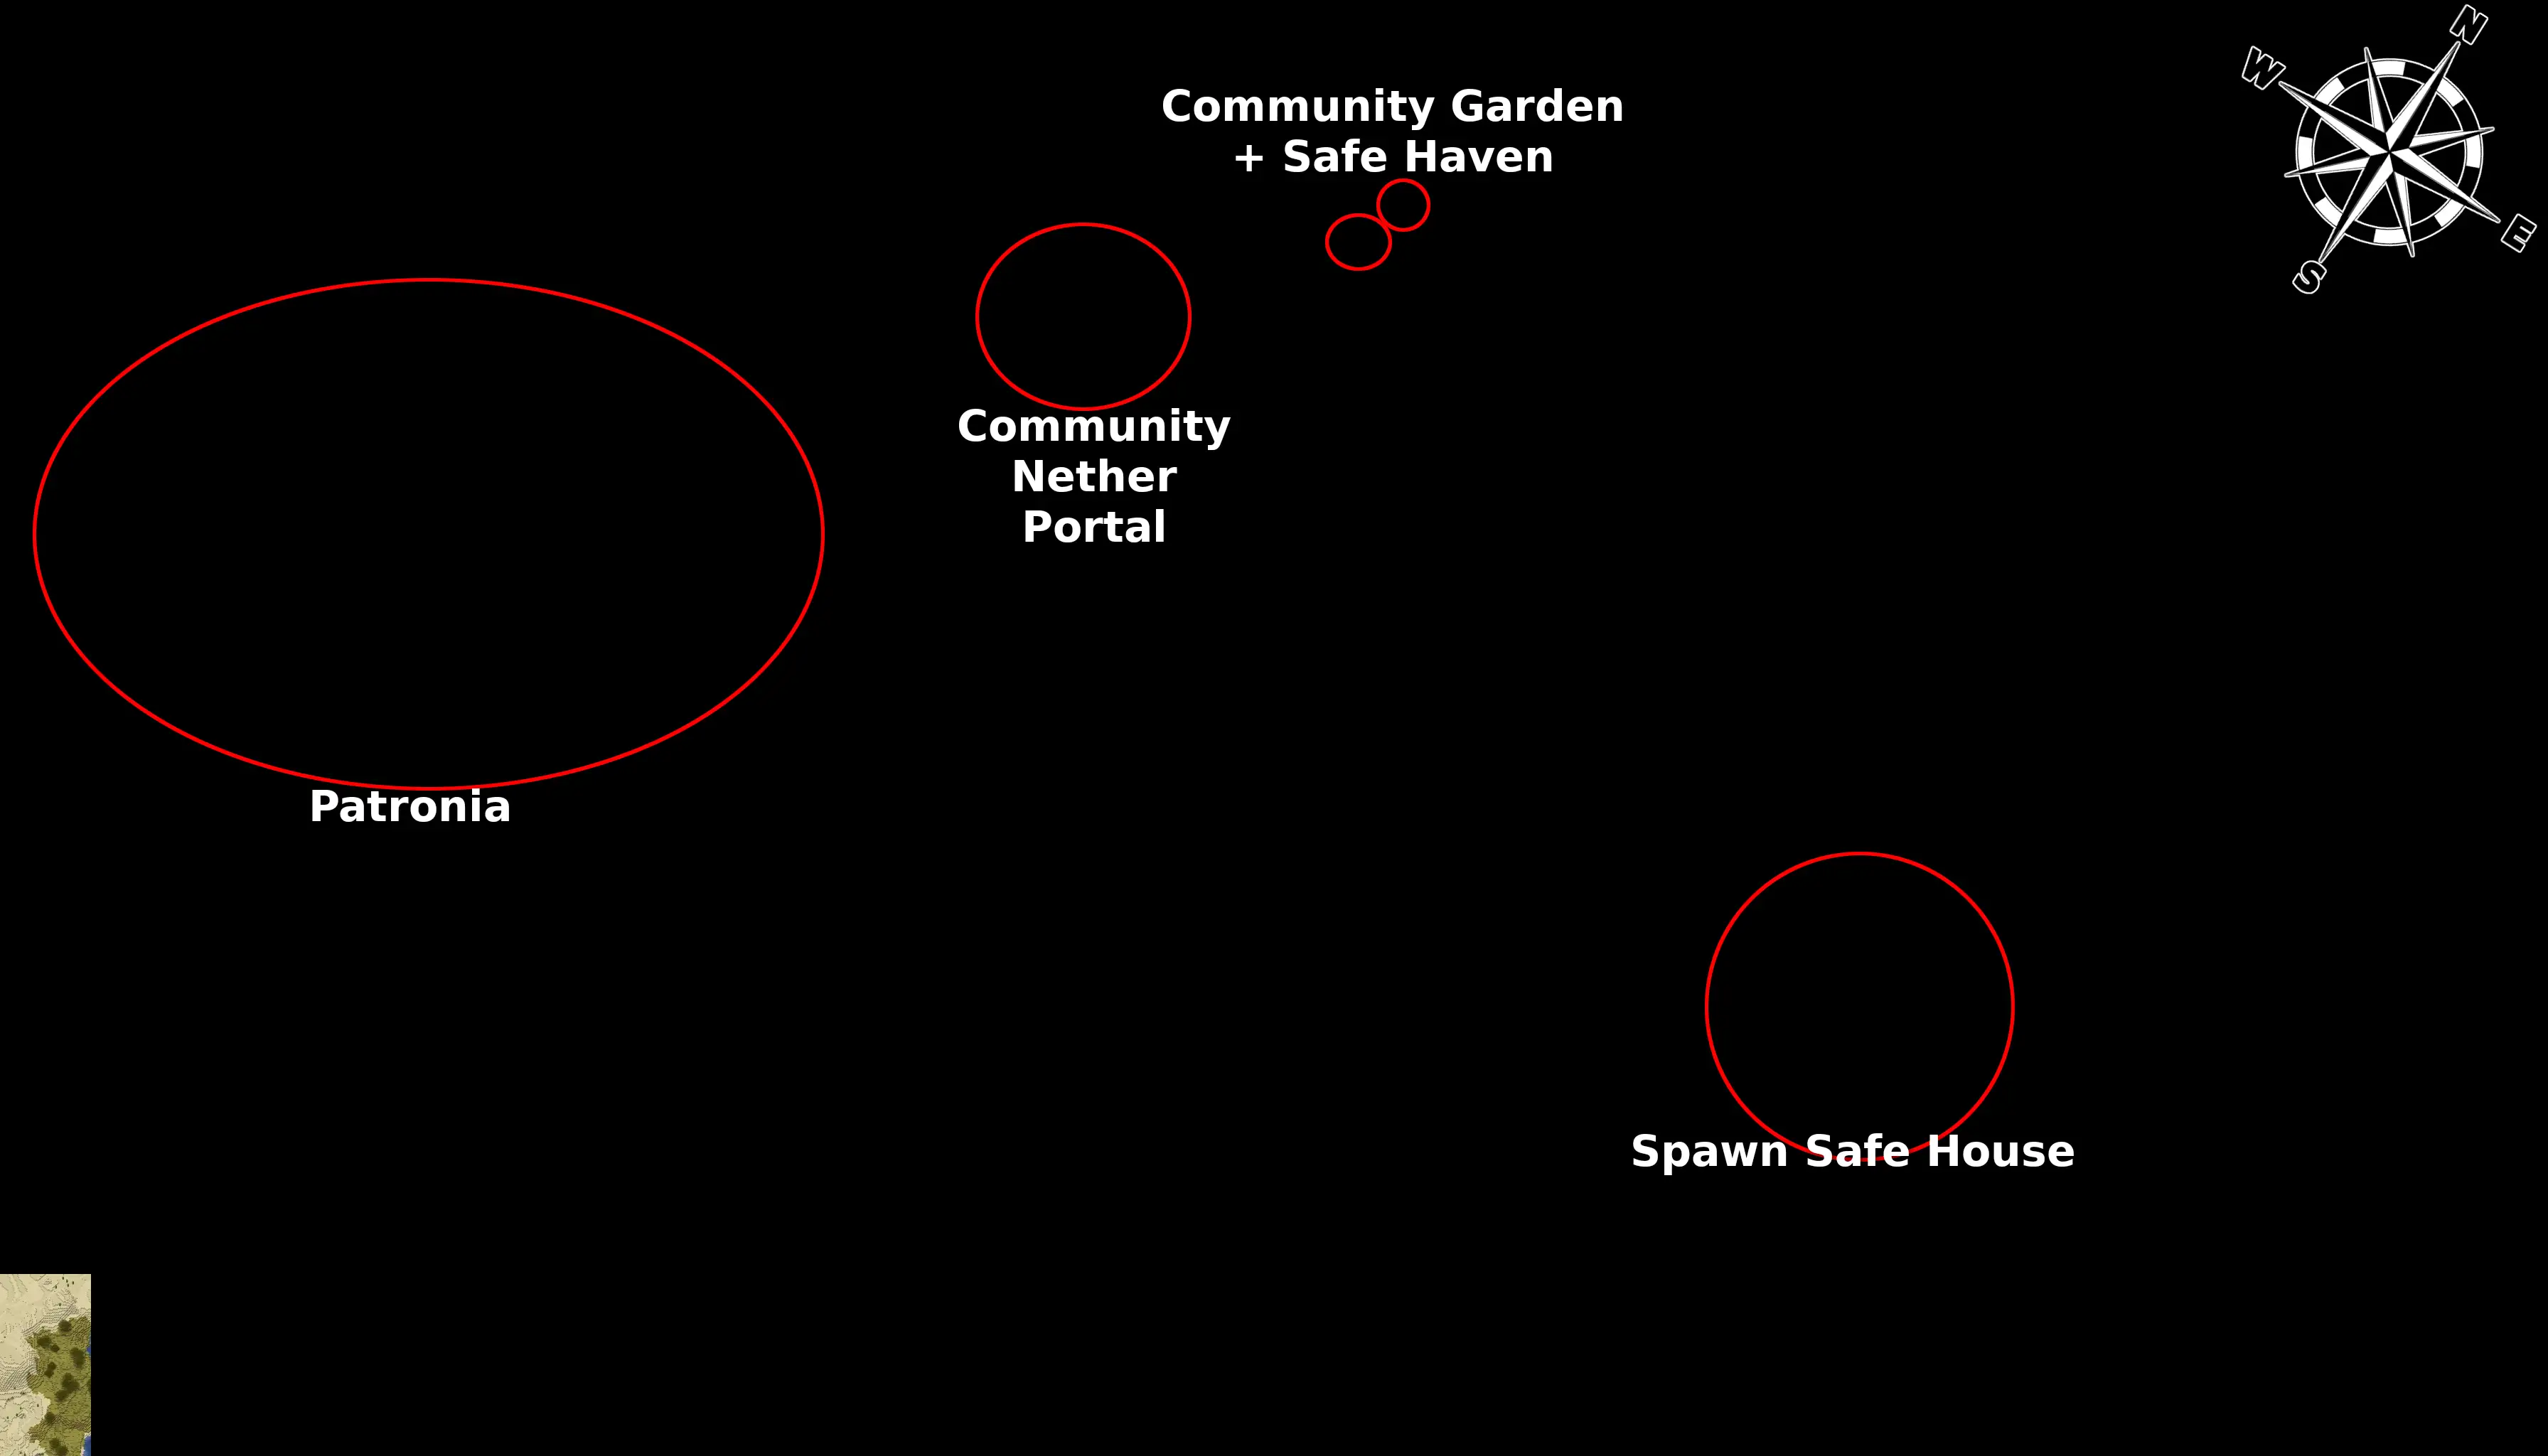 N
W
Community Garden
+ Safe Haven
E
S
Community
Nether
Portal
Patronia
Spawn Safe House